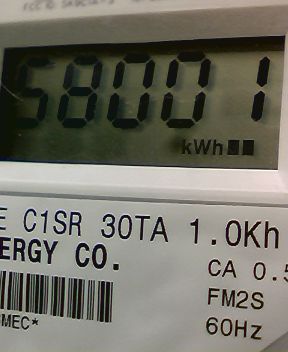 58001
kWh
E C1SR 30TA 1.0Kh
ERGY CO.
CA 0.5
FM2S
MEC*
60Hz